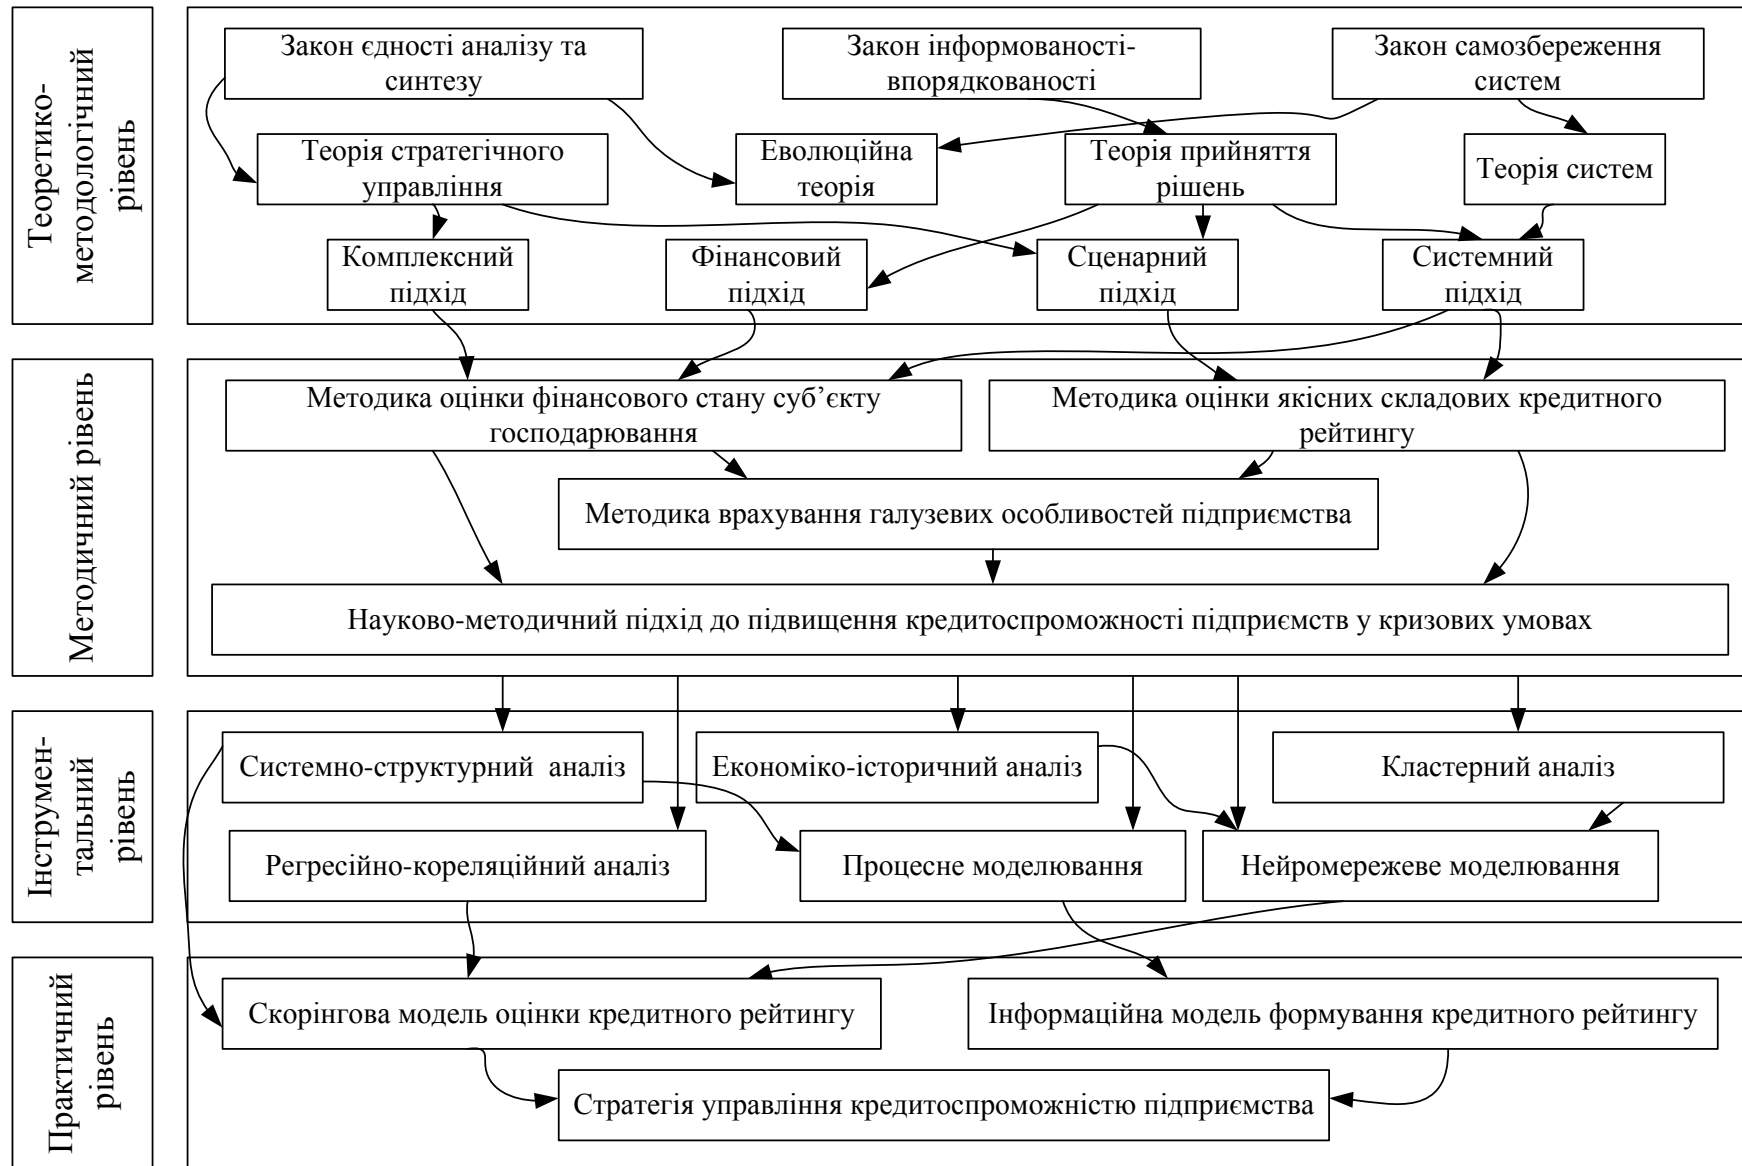 Теоретико-
методологічний
рівень
Закон єдності аналізу та
синтезу
Закон інформованості-
впорядкованості
Закон самозбереження
систем
Теорія стратегічного
управління
Еволюційна
теорія
Теорія прийняття
рішень
Теорія систем
Комплексний
підхід
Фінансовий
підхід
Сценарний
підхід
Системний
підхід
Методичний рівень
Методика оцінки фінансового стану суб’єкту
господарювання
Методика оцінки якісних складових кредитного
рейтингу
Методика врахування галузевих особливостей підприємства
Науково-методичний підхід до підвищення кредитоспроможності підприємств у кризових умовах
Інструмен-
тальний
рівень
Системно-структурний  аналіз
Економіко-історичний аналіз
Кластерний аналіз
Регресійно-кореляційний аналіз
Процесне моделювання
Нейромережеве моделювання
Практичний
рівень
Скорінгова модель оцінки кредитного рейтингу
Інформаційна модель формування кредитного рейтингу
Стратегія управління кредитоспроможністю підприємства